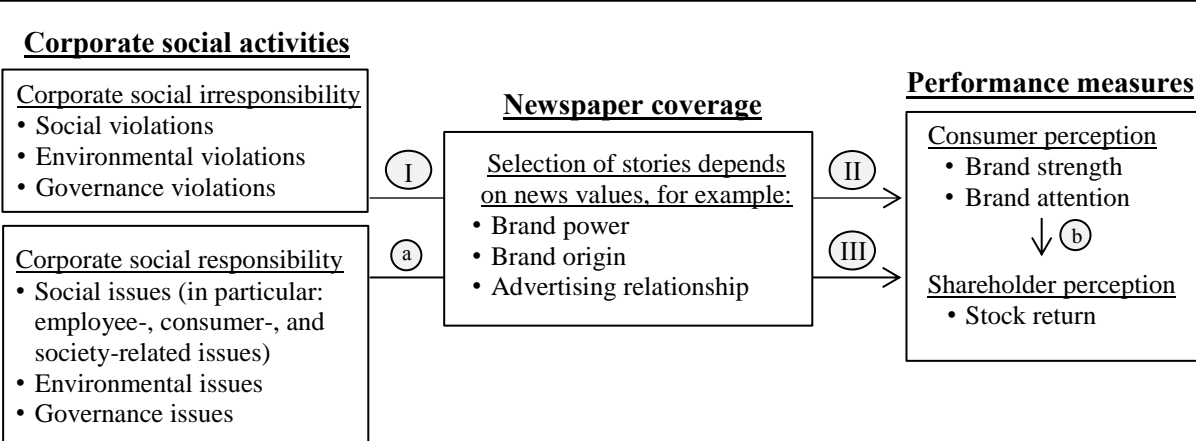 Corporate social activities
Corporate social irresponsibility
• Social violations
• Environmental violations
• Governance violations
Corporate social responsibility
• Social issues (in particular:
employee-, consumer-, and
society-related issues)
• Environmental issues
• Governance issues
I
a
Newspaper coverage
Selection of stories depends
on news values, for example:
• Brand power
• Brand origin
• Advertising relationship
II
III
Performance measures
Consumer perception
• Brand strength
• Brand attention
b
Shareholder perception
• Stock return